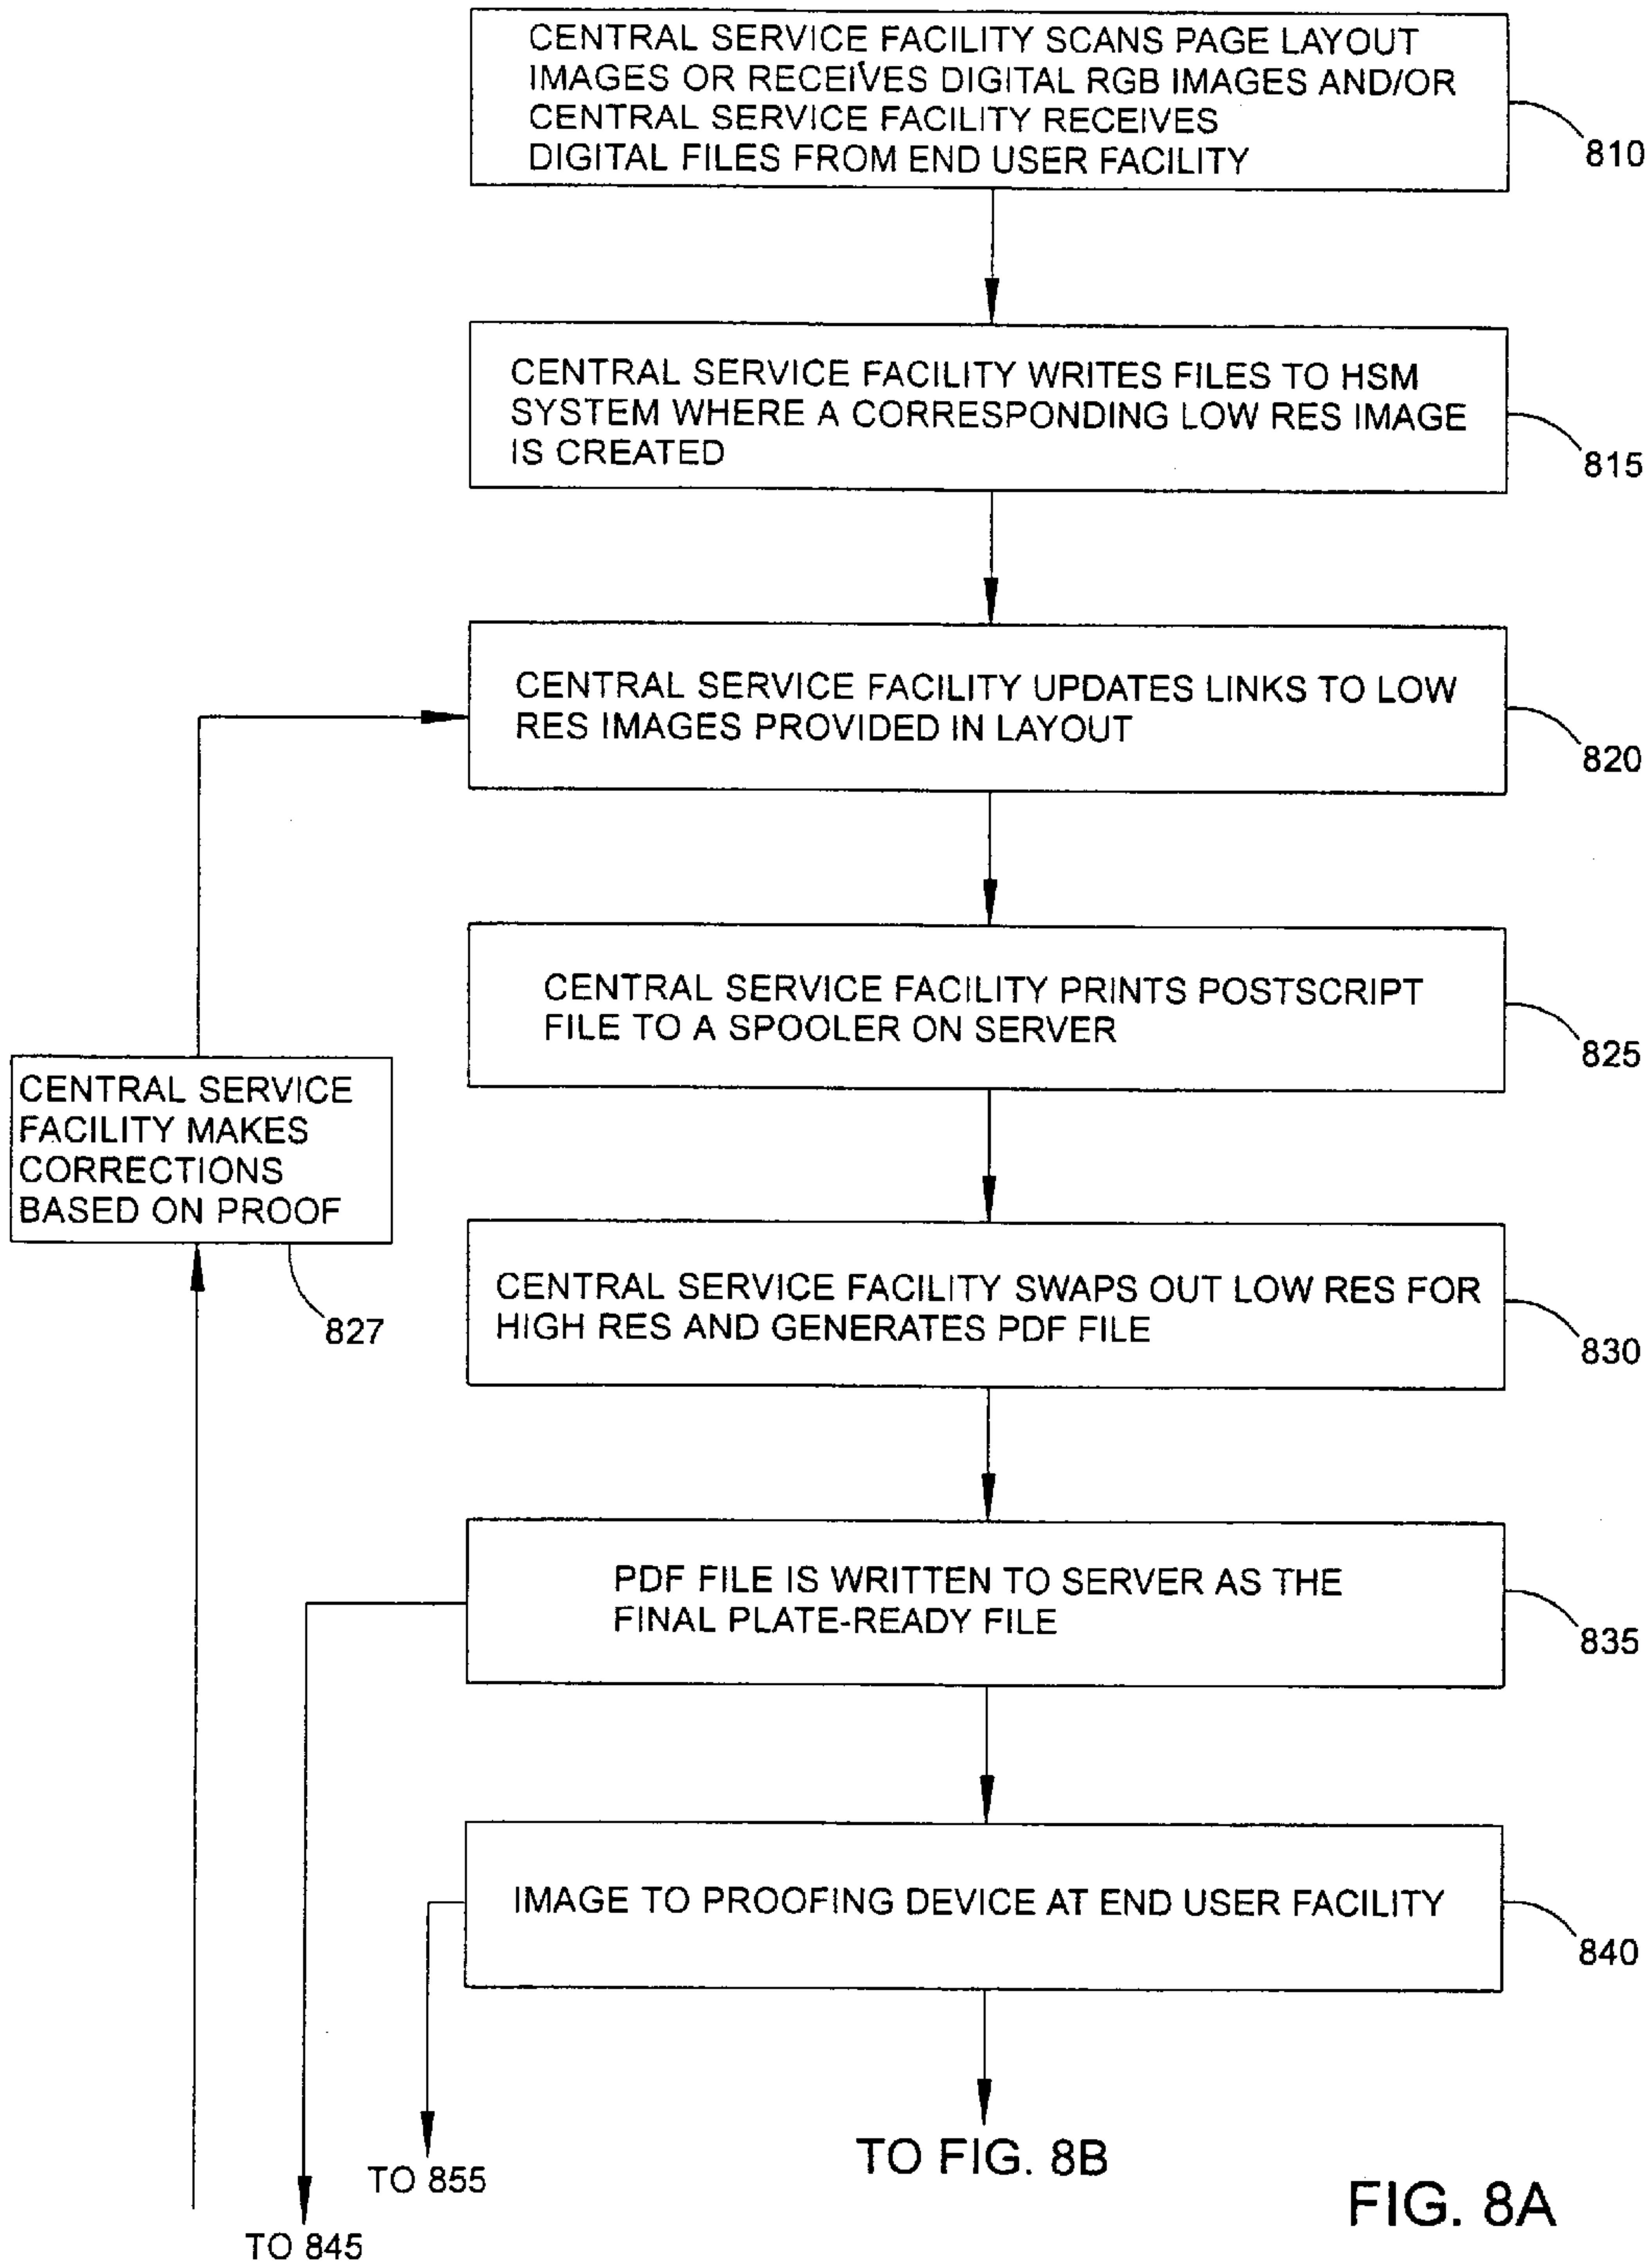 CENTRAL SERVICE FACILITY SCANS PAGE LAYOUT
IMAGES OR RECEIVES DIGITAL RGB IMAGES AND/OR
CENTRAL SERVICE FACILITY RECEIVES
DIGITAL FILES FROM END USER FACILITY
810
CENTRAL SERVICE FACILITY WRITES FILES TO HSM
SYSTEM WHERE A CORRESPONDING LOW RES IMAGE
IS CREATED
815
CENTRAL SERVICE FACILITY UPDATES LINKS TO LOW
RES IMAGES PROVIDED IN LAYOUT
820
CENTRAL SERVICE FACILITY PRINTS POSTSCRIPT
FILE TO A SPOOLER ON SERVER
825
CENTRAL SERVICE
FACILITY MAKES
CORRECTIONS
BASED ON PROOF
827
CENTRAL SERVICE FACILITY SWAPS OUT LOW RES FOR
HIGH RES AND GENERATES PDF FILE
830
PDF FILE IS WRITTEN TO SERVER AS THE
FINAL PLATE-READY FILE
835
IMAGE TO PROOFING DEVICE AT END USER FACILITY
840
TO FIG. 8B
TO 855
TO 845
FIG. 8A